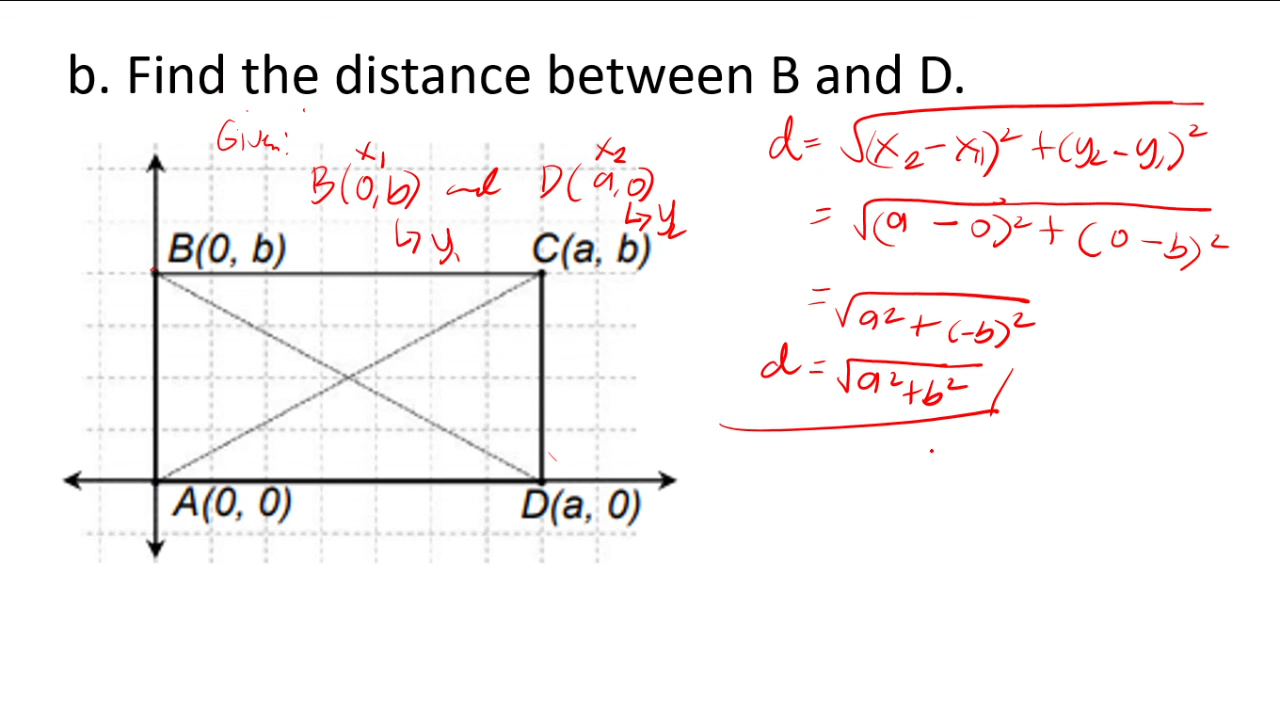 b. Find the distance between B and D.
Given:
x₁ x₂
B(0,b) and D(a,0)
↳y₁ ↳y₂
B(0, b) C(a, b)
A(0, 0) D(a, 0)
d = √(x₂-x₁)² + (y₂-y₁)²
= √(a - 0)² + (0-b)²
= √a² + (-b)²
d = √a²+b²